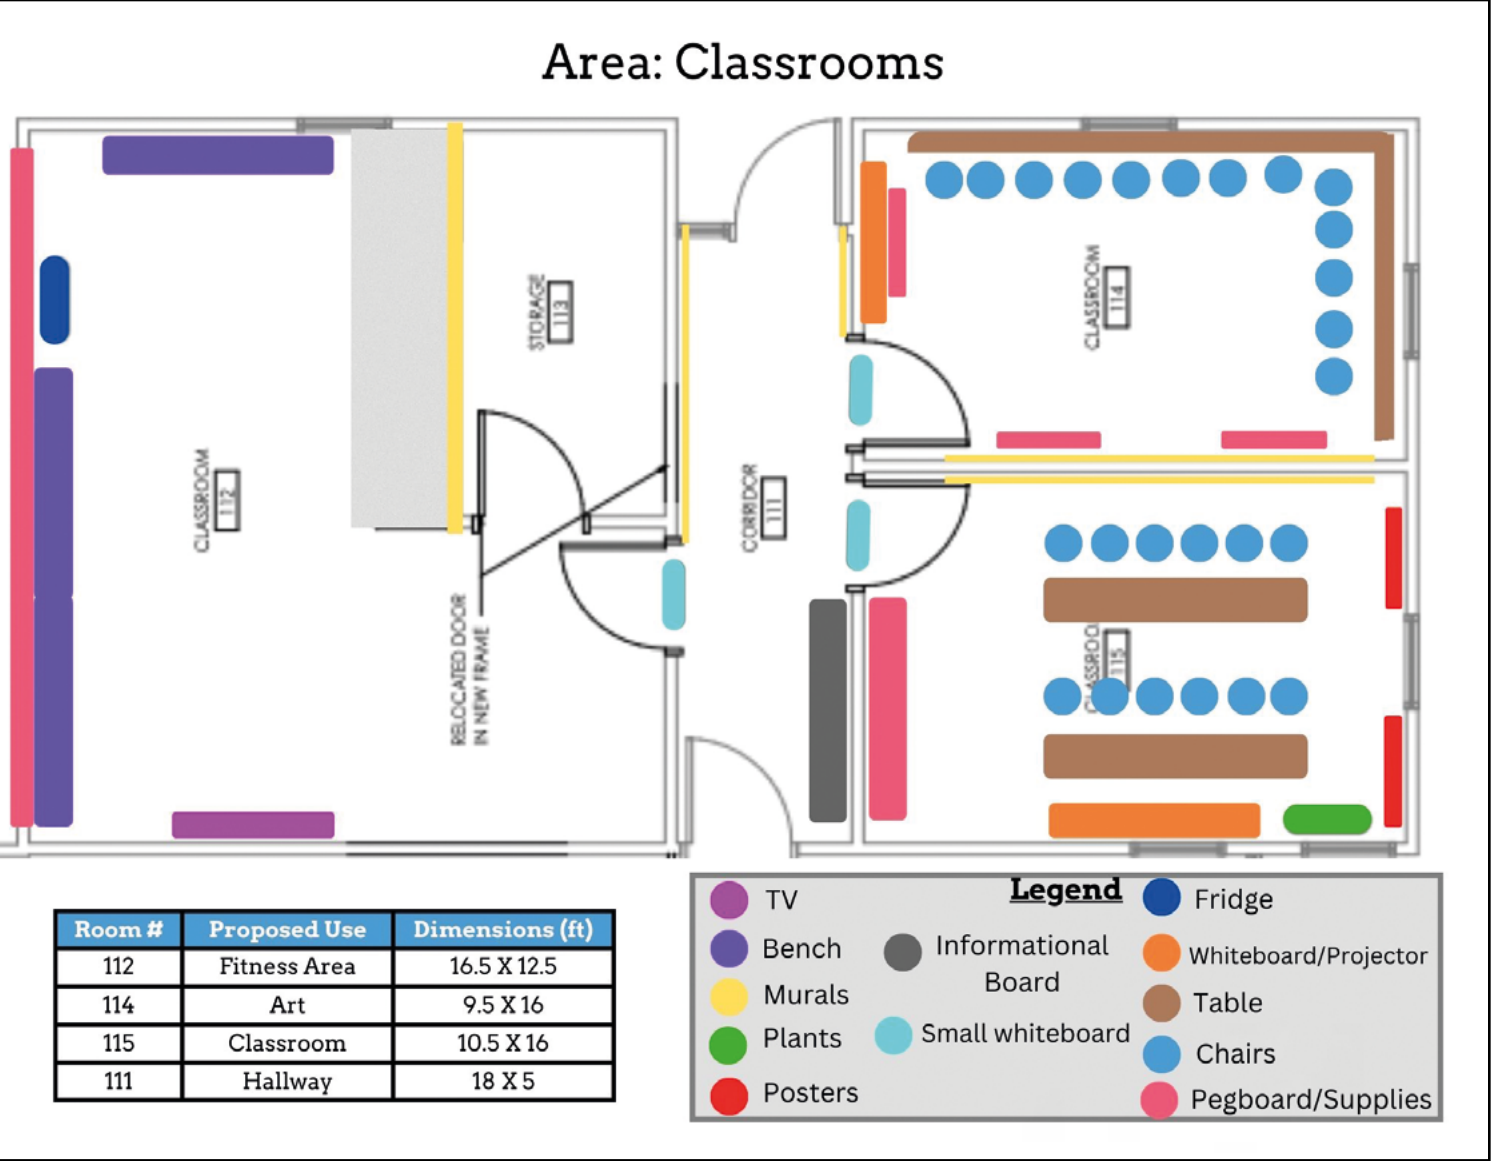 Area: Classrooms
CLASSROOM
112
STORAGE
113
RELOCATED DOOR
IN NEW FRAME
CORRIDOR
111
CLASSROOM
114
115
Room # Proposed Use Dimensions (ft)
112 Fitness Area 16.5 X 12.5
114 Art 9.5 X 16
115 Classroom 10.5 X 16
111 Hallway 18 X 5
Legend
TV
Bench
Murals
Plants
Posters
Informational
Board
Small whiteboard
Fridge
Whiteboard/Projector
Table
Chairs
Pegboard/Supplies